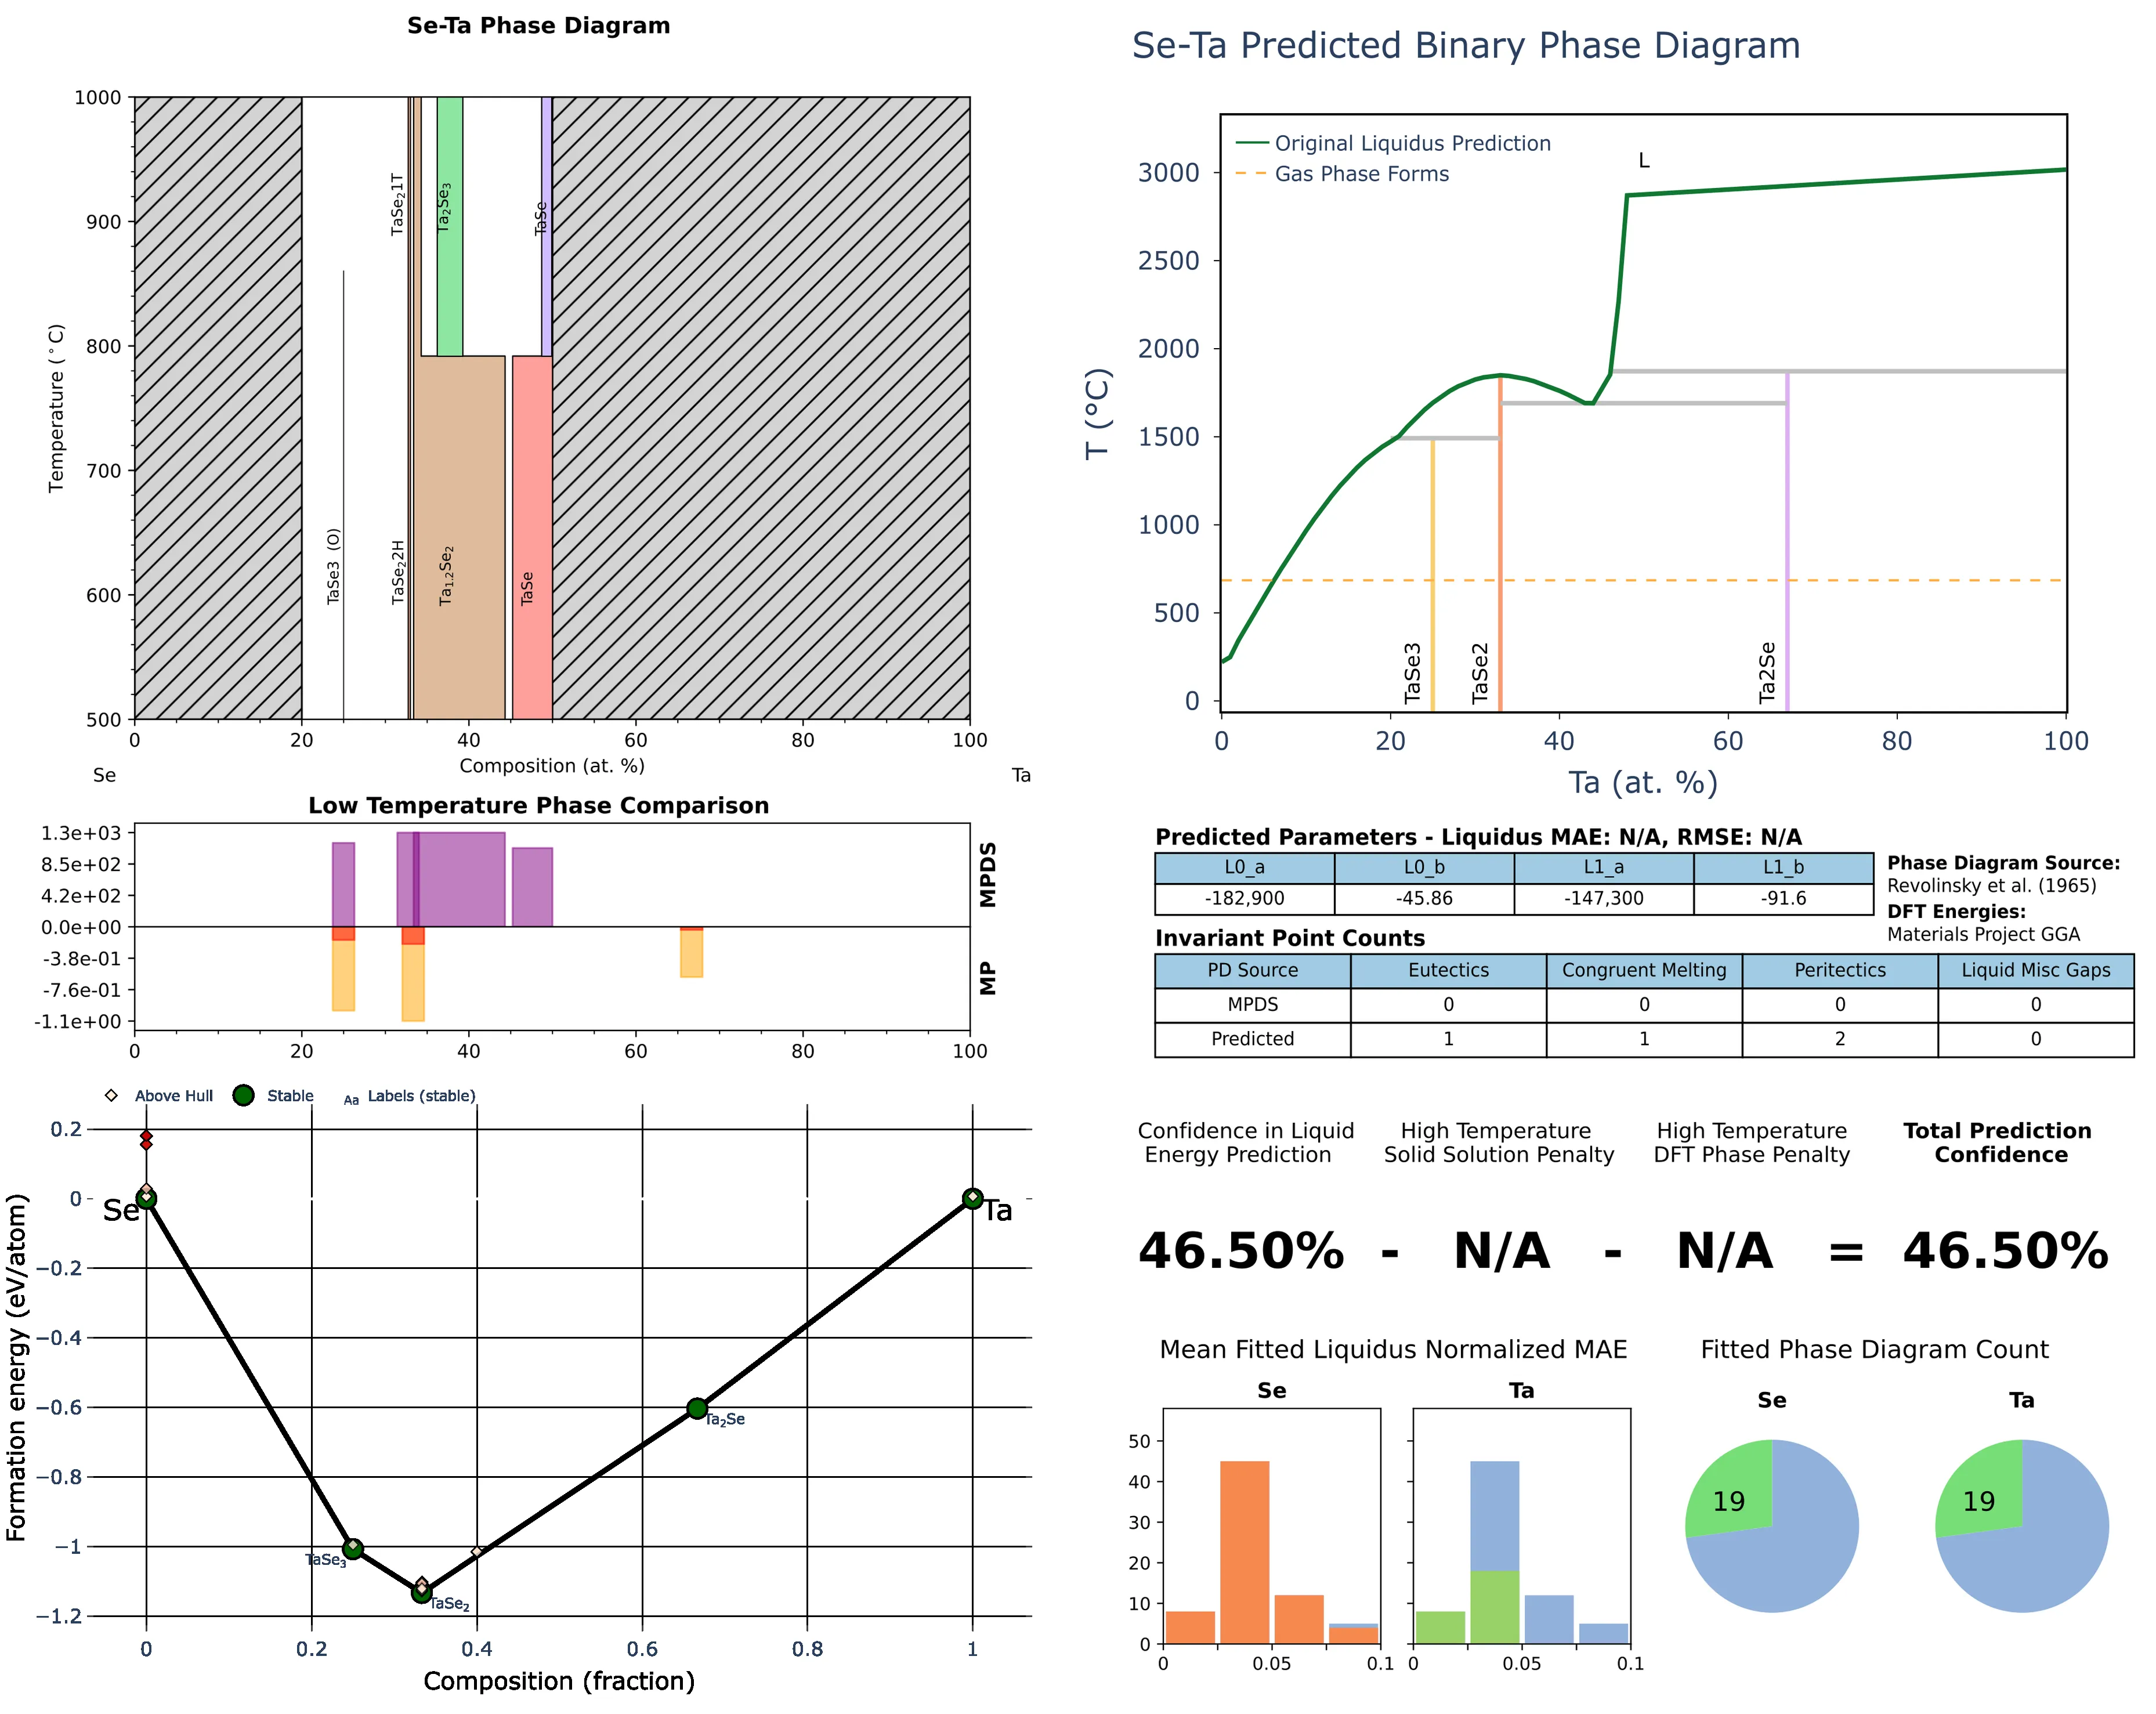 Se-Ta Phase Diagram
Temperature (°C)
1000
900
800
700
600
500
TaSe3 (O)
TaSe₂1T
TaSe₂2H
Ta₂Se₃
Ta₁.₂Se₂
TaSe
TaSe
0 20 40 60 80 100
Composition (at. %)
Se Ta
Low Temperature Phase Comparison
1.3e+03
8.5e+02
4.2e+02
0.0e+00
-3.8e-01
-7.6e-01
-1.1e+00
MPDS
MP
0 20 40 60 80 100
Above Hull Stable Aa Labels (stable)
Formation energy (eV/atom)
0.2
0
−0.2
−0.4
−0.6
−0.8
−1
−1.2
Se
Ta
TaSe₃
TaSe₂
Ta₂Se
0 0.2 0.4 0.6 0.8 1
Composition (fraction)
Se-Ta Predicted Binary Phase Diagram
Original Liquidus Prediction
Gas Phase Forms
L
T (°C)
3000
2500
2000
1500
1000
500
0
TaSe3
TaSe2
Ta2Se
0 20 40 60 80 100
Ta (at. %)
Predicted Parameters - Liquidus MAE: N/A, RMSE: N/A
L0_a L0_b L1_a L1_b
-182,900 -45.86 -147,300 -91.6
Phase Diagram Source:
Revolinsky et al. (1965)
DFT Energies:
Materials Project GGA
Invariant Point Counts
PD Source Eutectics Congruent Melting Peritectics Liquid Misc Gaps
MPDS 0 0 0 0
Predicted 1 1 2 0
Confidence in Liquid Energy Prediction
High Temperature Solid Solution Penalty
High Temperature DFT Phase Penalty
Total Prediction Confidence
46.50% - N/A - N/A = 46.50%
Mean Fitted Liquidus Normalized MAE
Se Ta
50
40
30
20
10
0
0 0.05 0.1 0 0.05 0.1
Fitted Phase Diagram Count
Se Ta
19 19